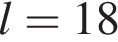 l = 18